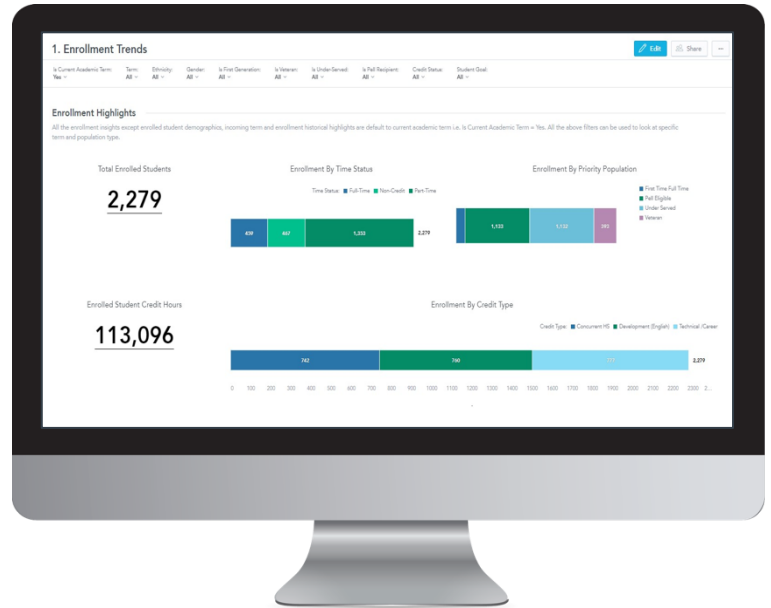 1. Enrollment Trends
Edit
Share
Is Current Academic Term: Term: Ethnicity: Gender: Is First Generation: Is Veteran: Is Under-Served: Is Pell Recipient: Credit Status: Student Goal:
Yes All All All All All All All All All
Enrollment Highlights
All the enrollment insights except enrolled student demographics, incoming term and enrollment historical highlights are default to current academic term i.e. Is Current Academic Term = Yes. All the above filters can be used to look at specific
term and population type.
Total Enrolled Students
2,279
Enrollment By Time Status
Time Status: Full-Time Non-Credit Part-Time
2,279
Enrollment By Priority Population
First Time Full Time
Pell Eligible
Under Served
Veteran
1,133 1,132
Enrolled Student Credit Hours
113,096
Enrollment By Credit Type
Credit Type: Concurrent HS Development (English) Technical /Career
742 760 2,279
0 100 200 300 400 500 600 700 800 900 1000 1100 1200 1300 1400 1500 1600 1700 1800 1900 2000 2100 2200 2300 2...